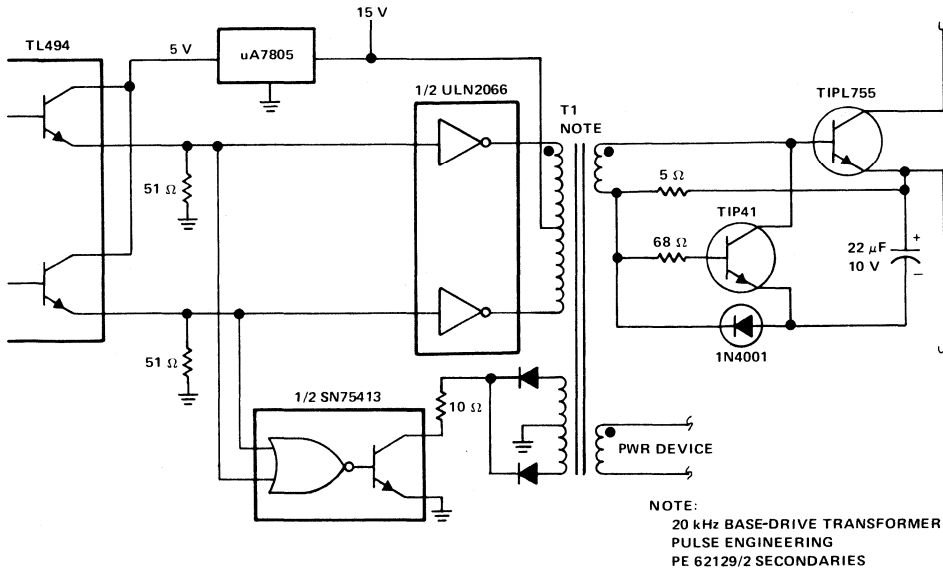 15 V
TL494
5 V
uA7805
1/2 ULN2066
TIPL755
T1
NOTE
51 Ω
5 Ω
TIP41
68 Ω
22 μF
10 V
+
−
1N4001
51 Ω
1/2 SN75413
10 Ω
PWR DEVICE
NOTE:
20 kHz BASE-DRIVE TRANSFORMER
PULSE ENGINEERING
PE 62129/2 SECONDARIES